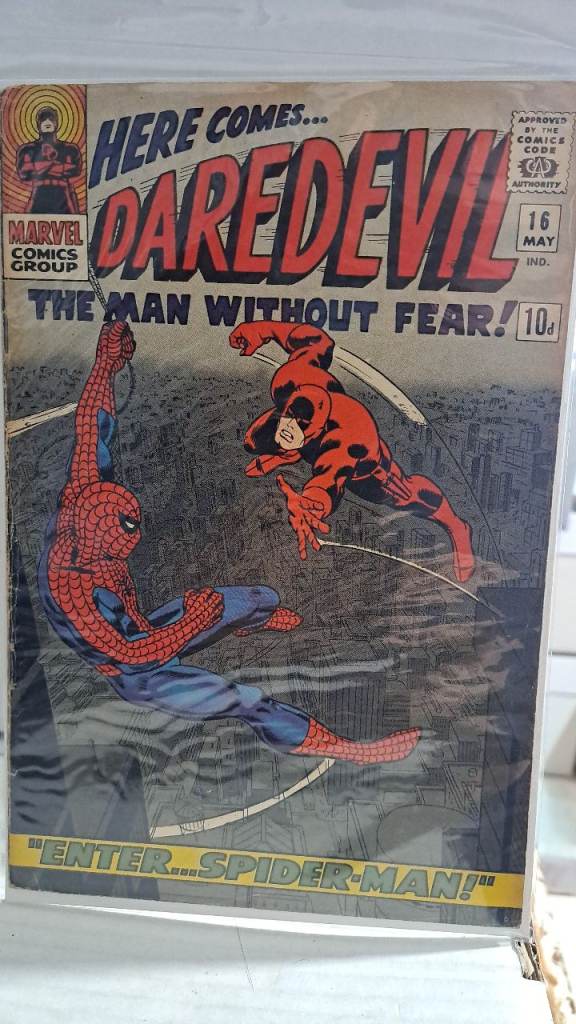 HERE COMES...
DAREDEVIL
THE MAN WITHOUT FEAR!
MARVEL
COMICS
GROUP
APPROVED
BY THE
COMICS
CODE
CA
AUTHORITY
16
MAY
IND.
10d
"ENTER...SPIDER-MAN!"